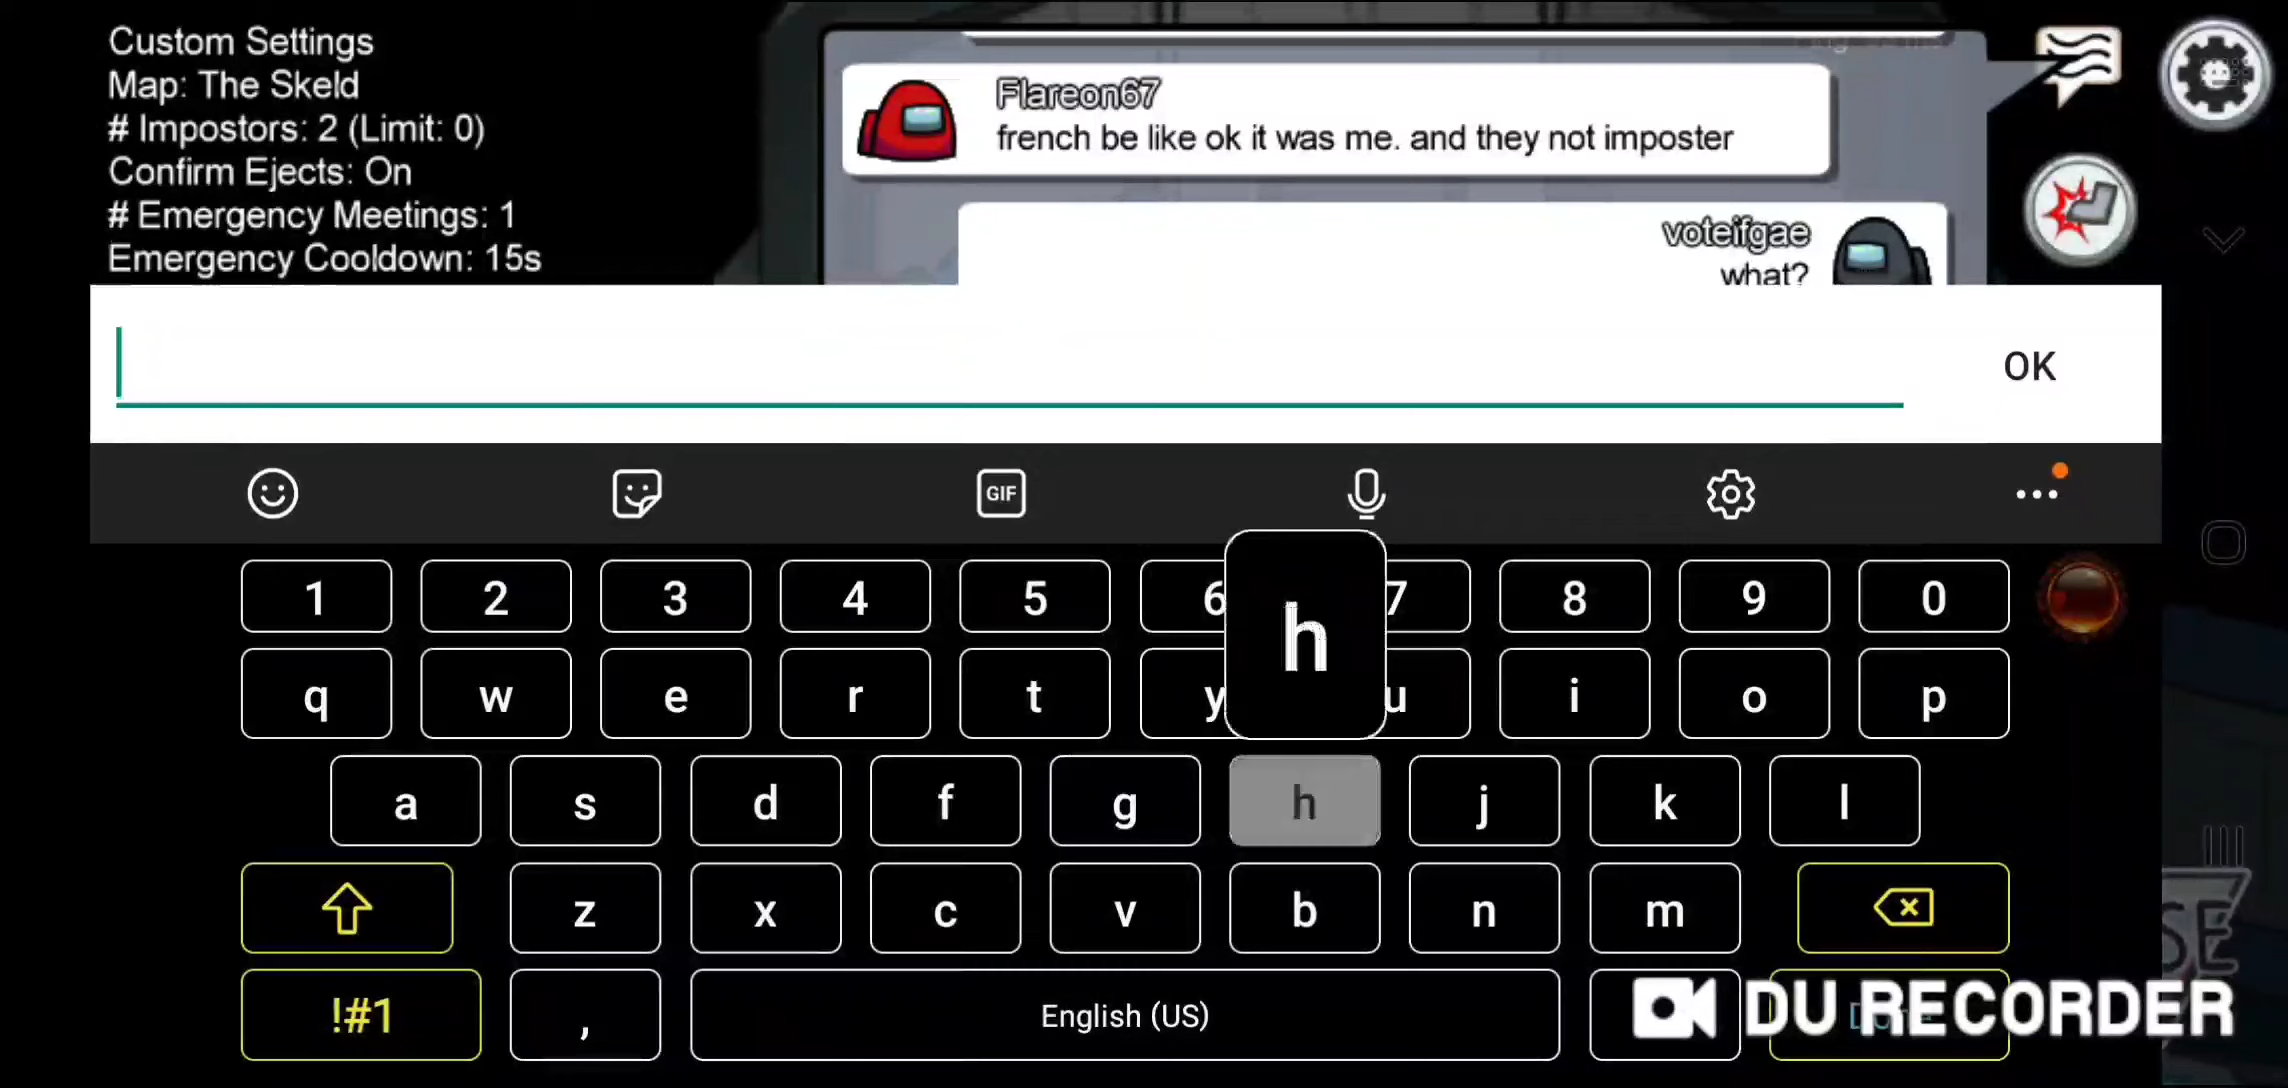 Custom Settings
Map: The Skeld
# Impostors: 2 (Limit: 0)
Confirm Ejects: On
# Emergency Meetings: 1
Emergency Cooldown: 15s
Flareon67
french be like ok it was me. and they not imposter
voteifgae
what?
OK
GIF
1 2 3 4 5 6 7 8 9 0
h
q w e r t y u i o p
a s d f g h j k l
z x c v b n m
!#1 , English (US)
DU RECORDER